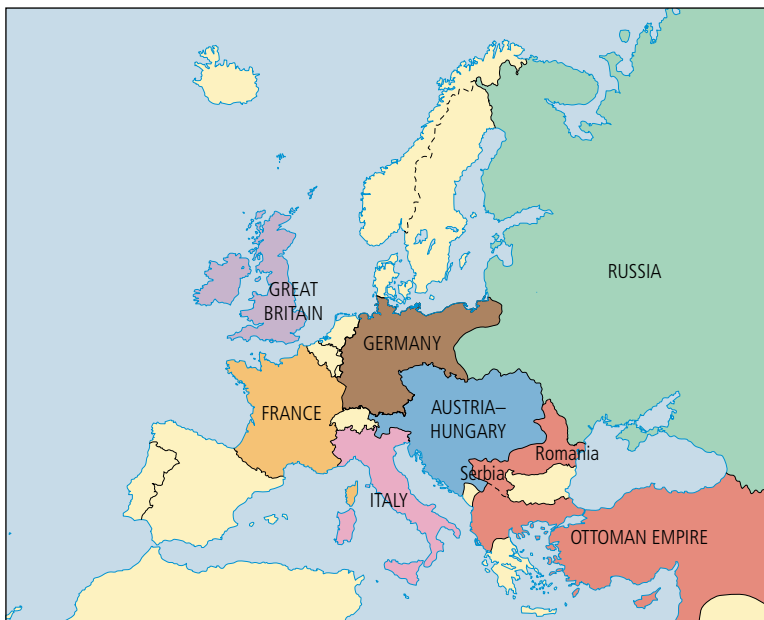 RUSSIA
GREAT
BRITAIN
GERMANY
FRANCE
AUSTRIA–
HUNGARY
Romania
Serbia
ITALY
OTTOMAN EMPIRE